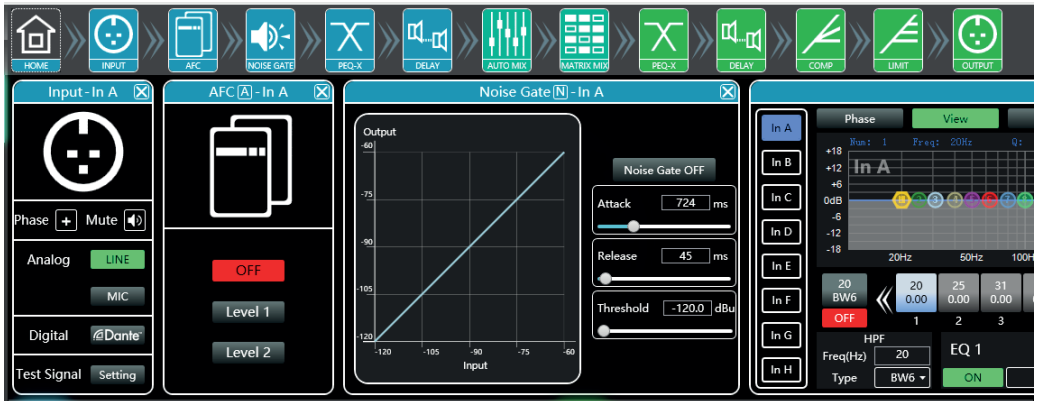 HOME INPUT AFC NOISE GATE PEQ-X DELAY AUTO MIX MATRIX MIX PEQ-X DELAY COMP LIMIT OUTPUT
Input-In A
Phase + Mute
Analog LINE
MIC
Digital Dante
Test Signal Setting
AFC A -In A
OFF
Level 1
Level 2
Noise Gate N -In A
Output
-60
-75
-90
-105
-120
-120 -105 -90 -75 -60
Input
Noise Gate OFF
Attack 724 ms
Release 45 ms
Threshold -120.0 dBu
In A
In B
In C
In D
In E
In F
In G
In H
Phase View
Num: 1 Freq: 20Hz Q:
In A
+18
+12
+6
0dB
-6
-12
-18
20Hz 50Hz 100H
20
BW6
OFF
20 25 31
0.00 0.00 0.00
1 2 3
HPF
Freq(Hz) 20
Type BW6
EQ 1
ON